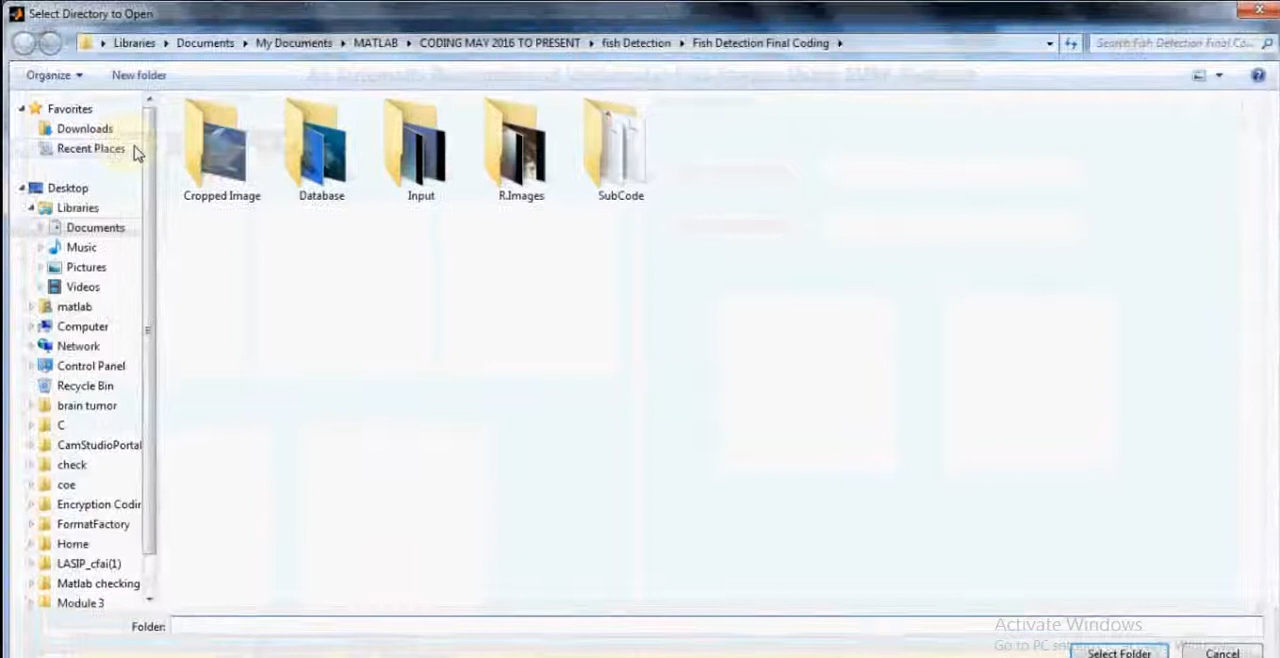 Select Directory to Open
Libraries Documents My Documents MATLAB CODING MAY 2016 TO PRESENT fish Detection Fish Detection Final Coding
Search Fish Detection Final Co...
Organize New folder
Favorites
Downloads
Recent Places
Desktop
Libraries
Documents
Music
Pictures
Videos
matlab
Computer
Network
Control Panel
Recycle Bin
brain tumor
C
CamStudioPortal
check
coe
Encryption Codin
FormatFactory
Home
LASIP_cfai(1)
Matlab checking
Module 3
Cropped Image Database Input R.Images SubCode
Folder:
Activate Windows
Go to PC
Select Folder Cancel